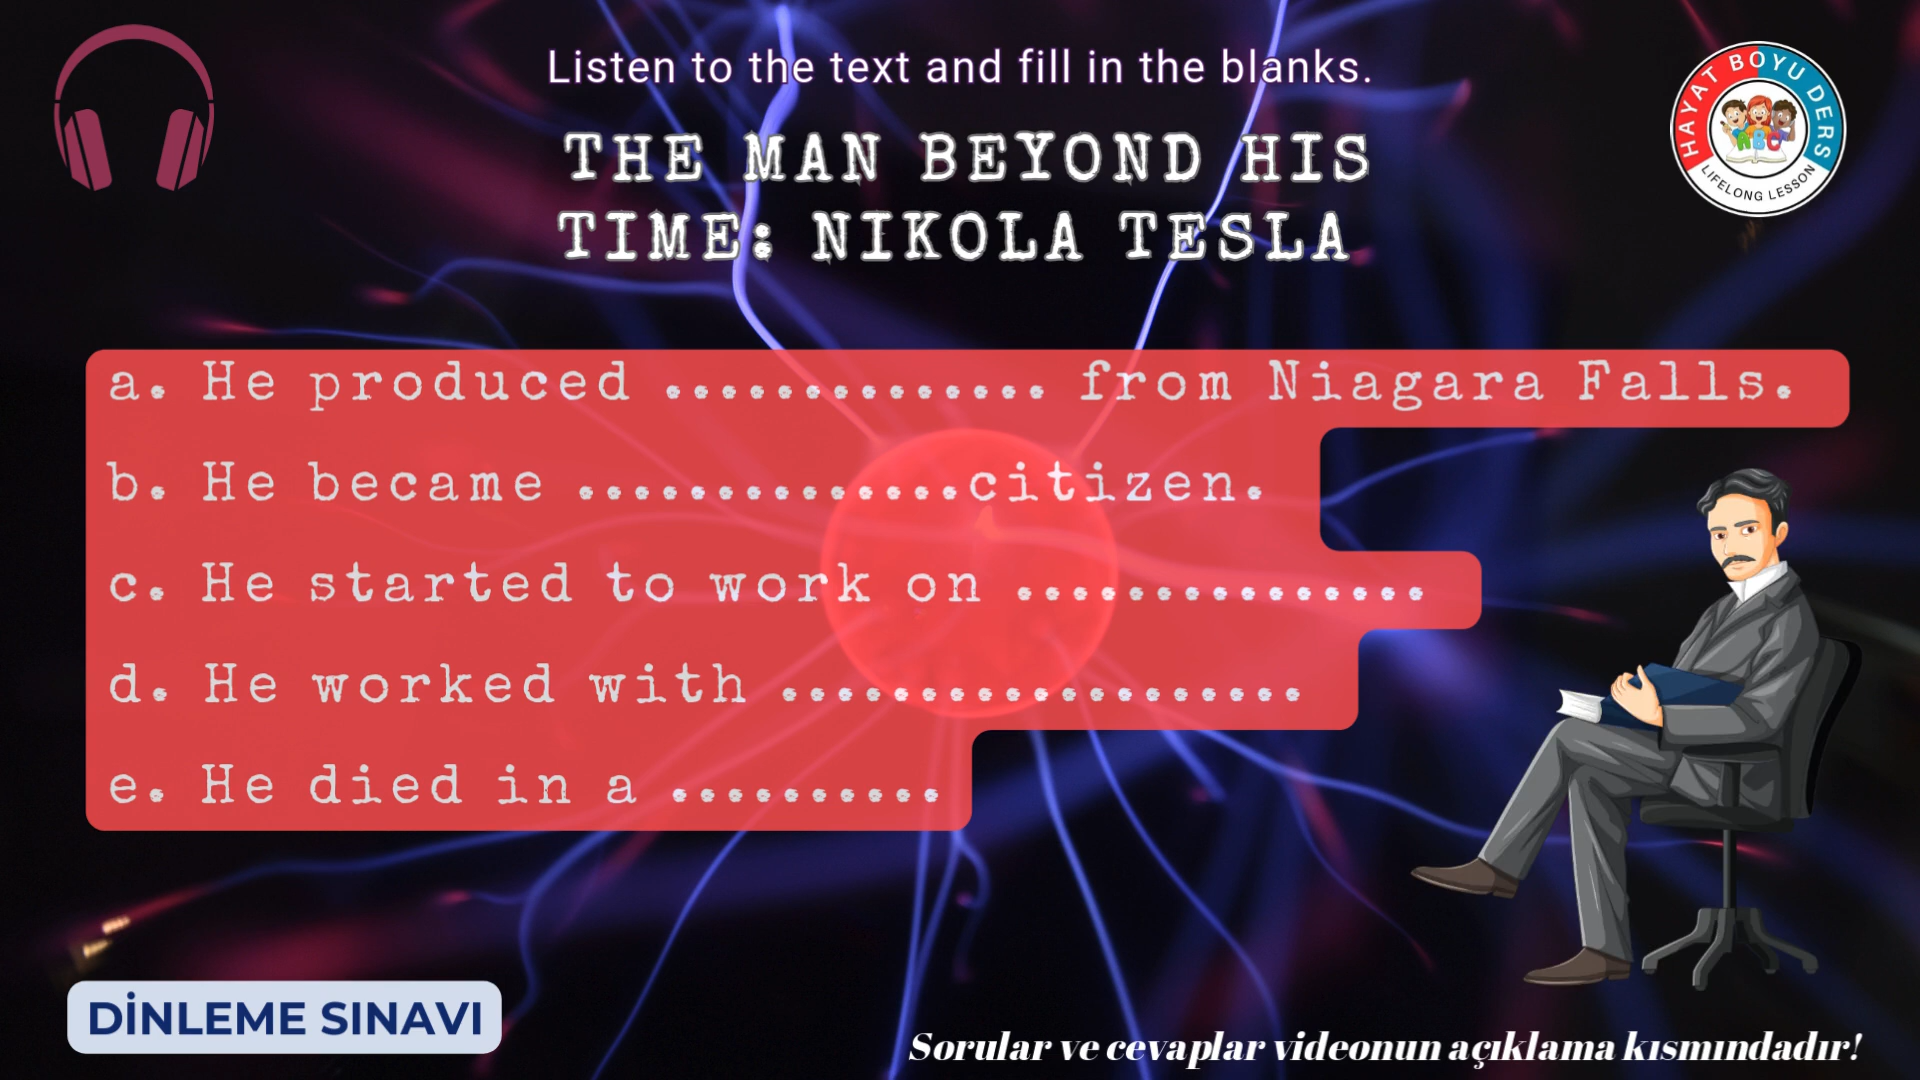 Listen to the text and fill in the blanks.
THE MAN BEYOND HIS
TIME: NIKOLA TESLA
HAYAT BOYU DERS
ABC
LIFELONG LESSON
a. He produced .............. from Niagara Falls.
b. He became ..............citizen.
c. He started to work on ...............
d. He worked with ...................
e. He died in a ..........
DİNLEME SINAVI
Sorular ve cevaplar videonun açıklama kısmındadır!